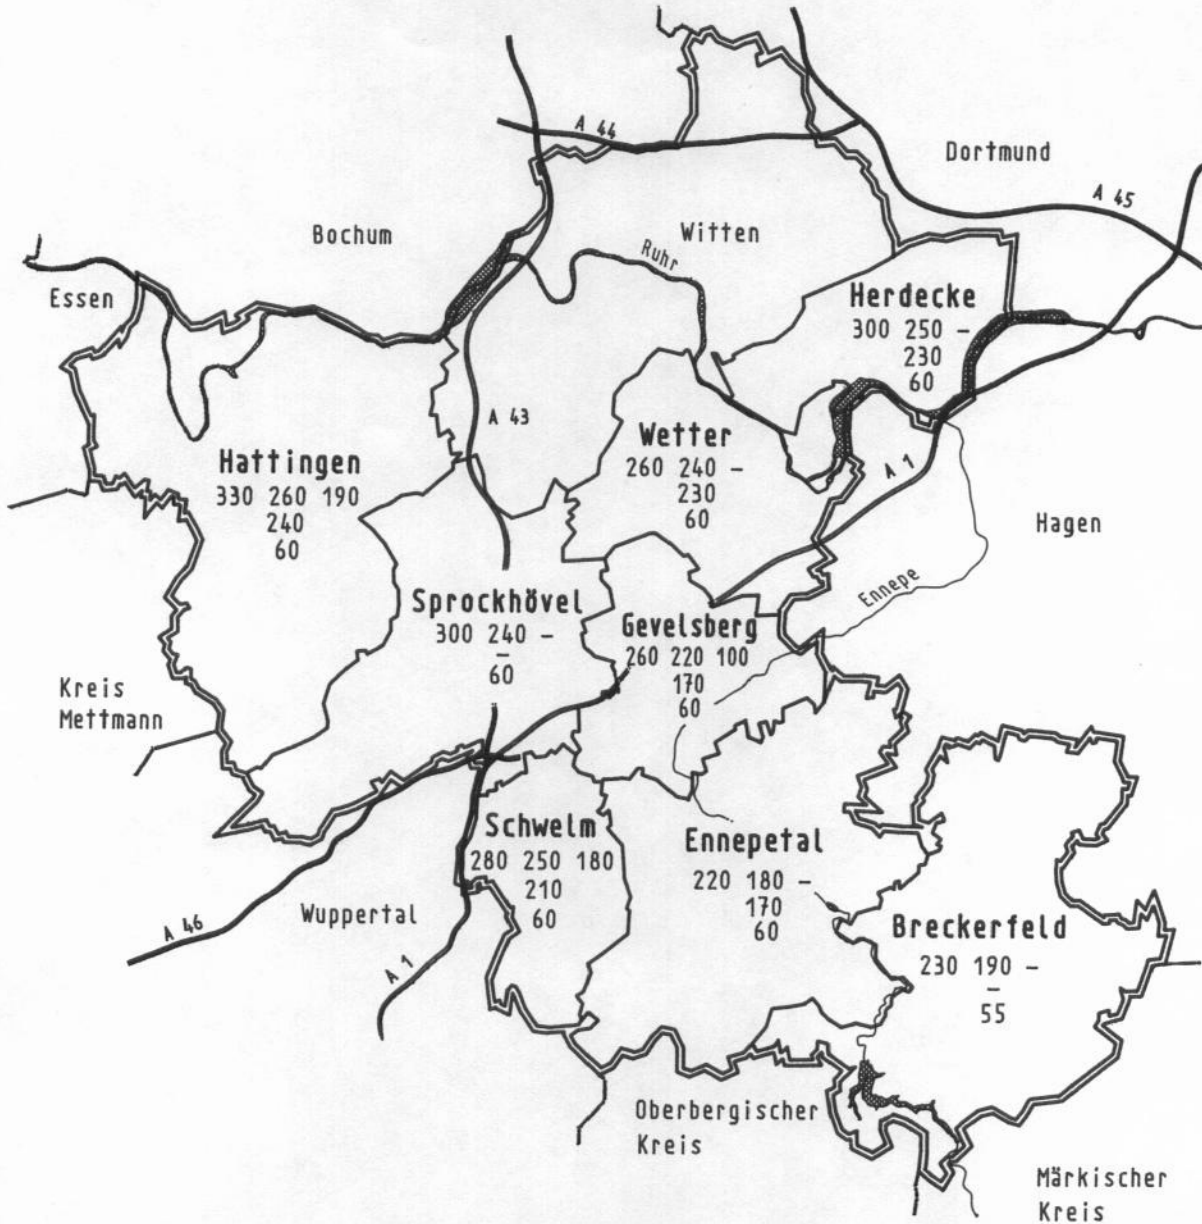 A 44
Dortmund
A 45
Bochum
Witten
Ruhr
Essen
Herdecke
300 250 –
230
60
A 43
Wetter
260 240 –
230
60
A 1
Hattingen
330 260 190
240
60
Hagen
Ennepe
Sprockhövel
300 240 –
–
60
Gevelsberg
260 220 100
170
60
Kreis
Mettmann
Schwelm
280 250 180
210
60
Ennepetal
220 180 –
170
60
Wuppertal
A 46
A 1
Breckerfeld
230 190 –
–
55
Oberbergischer
Kreis
Märkischer
Kreis